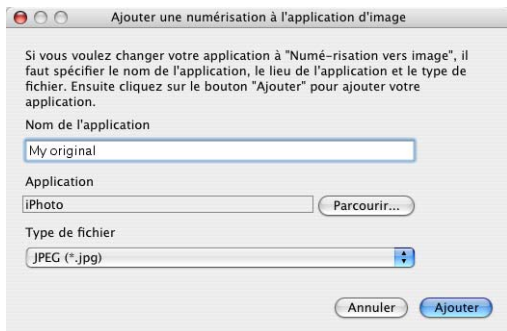 Ajouter une numérisation à l'application d'image
Si vous voulez changer votre application à "Numé-risation vers image", il
faut spécifier le nom de l'application, le lieu de l'application et le type de
fichier. Ensuite cliquez sur le bouton "Ajouter" pour ajouter votre
application.
Nom de l'application
My original
Application
iPhoto
Parcourir...
Type de fichier
JPEG (*.jpg)
Annuler
Ajouter